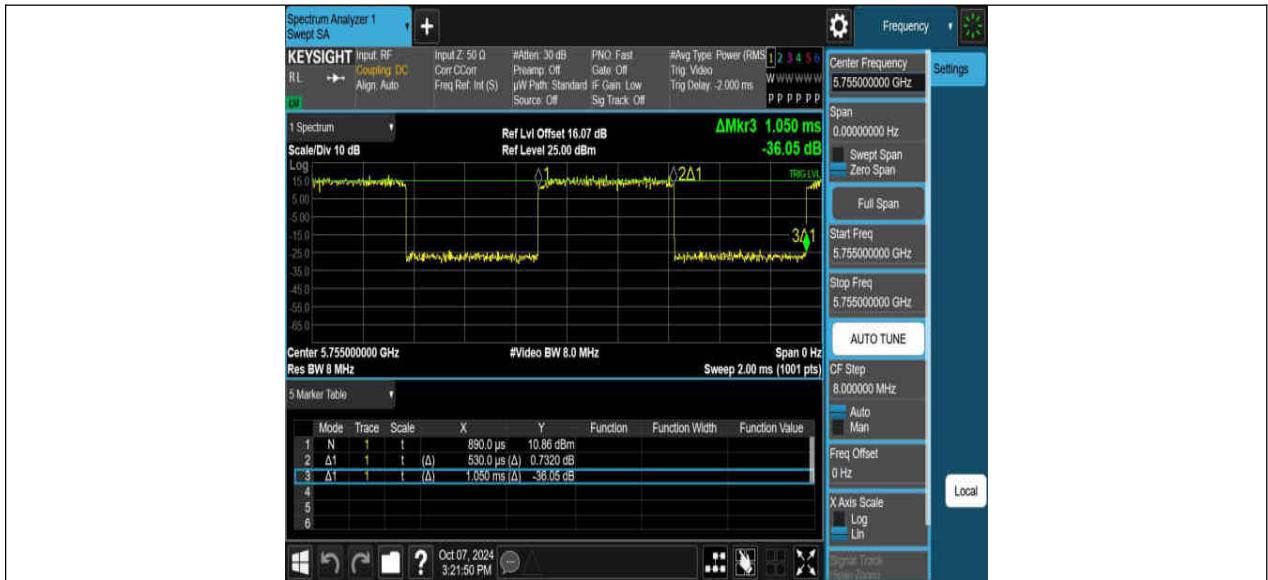 Spectrum Analyzer 1
Swept SA
+
Frequency
KEYSIGHT
RL
LXI
Input: RF
Coupling: DC
Align: Auto
Input Z: 50 Ω
Corr CCorr
Freq Ref: Int (S)
#Atten: 30 dB
Preamp: Off
µW Path: Standard
Source: Off
PNO: Fast
Gate: Off
IF Gain: Low
Sig Track: Off
#Avg Type: Power (RMS
Trig: Video
Trig Delay: -2.000 ms
1 2 3 4 5 6
W W W W W W
P P P P P P
1 Spectrum
Scale/Div 10 dB
Ref Lvl Offset 16.07 dB
Ref Level 25.00 dBm
ΔMkr3 1.050 ms
-36.05 dB
Log
15.0
5.00
-5.00
-15.0
-25.0
-35.0
-45.0
-55.0
-65.0
1
2Δ1
TRIG LVL
3Δ1
Center 5.755000000 GHz
#Video BW 8.0 MHz
Span 0 Hz
Res BW 8 MHz
Sweep 2.00 ms (1001 pts)
5 Marker Table
Mode Trace Scale X Y Function Function Width Function Value
1 N 1 t 890.0 µs 10.86 dBm
2 Δ1 1 t (Δ) 530.0 µs (Δ) 0.7320 dB
3 Δ1 1 t (Δ) 1.050 ms (Δ) -36.05 dB
4
5
6
?
Oct 07, 2024
3:21:50 PM
Center Frequency
5.755000000 GHz
Settings
Span
0.00000000 Hz
Swept Span
Zero Span
Full Span
Start Freq
5.755000000 GHz
Stop Freq
5.755000000 GHz
AUTO TUNE
CF Step
8.000000 MHz
Auto
Man
Freq Offset
0 Hz
X Axis Scale
Log
Lin
Signal Track
(Span Zoom)
Local